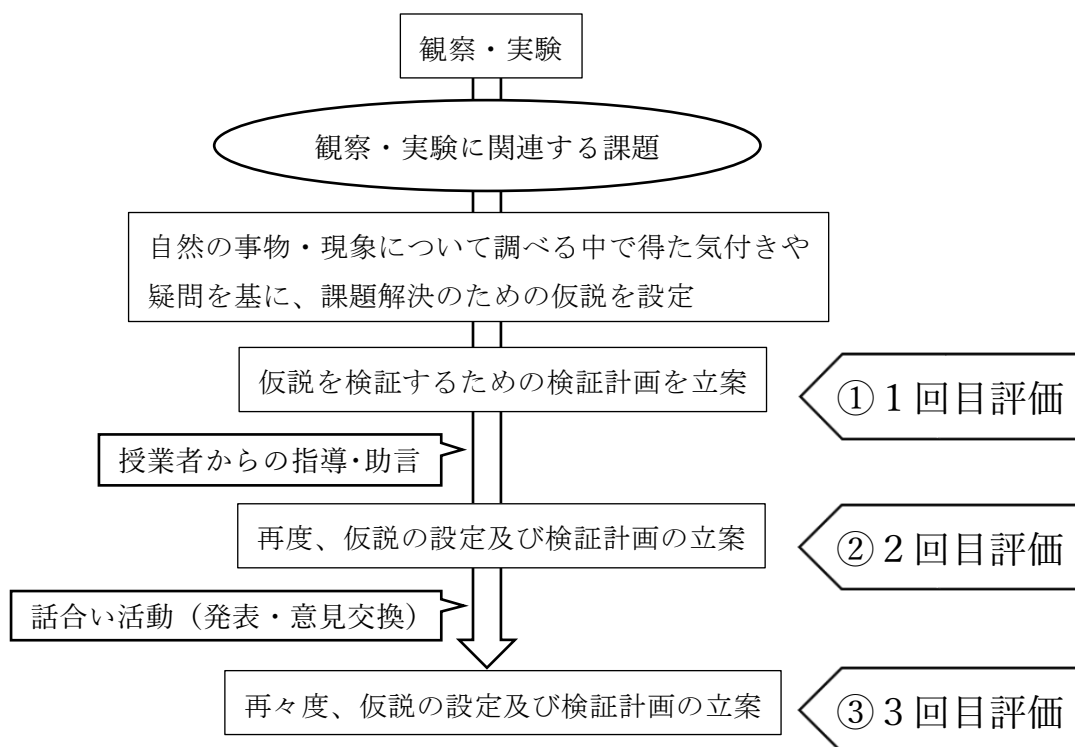 観察・実験
観察・実験に関連する課題
自然の事物・現象について調べる中で得た気付きや
疑問を基に、課題解決のための仮説を設定
仮説を検証するための検証計画を立案
①１回目評価
授業者からの指導・助言
再度、仮説の設定及び検証計画の立案
②２回目評価
話合い活動（発表・意見交換）
再々度、仮説の設定及び検証計画の立案
③３回目評価